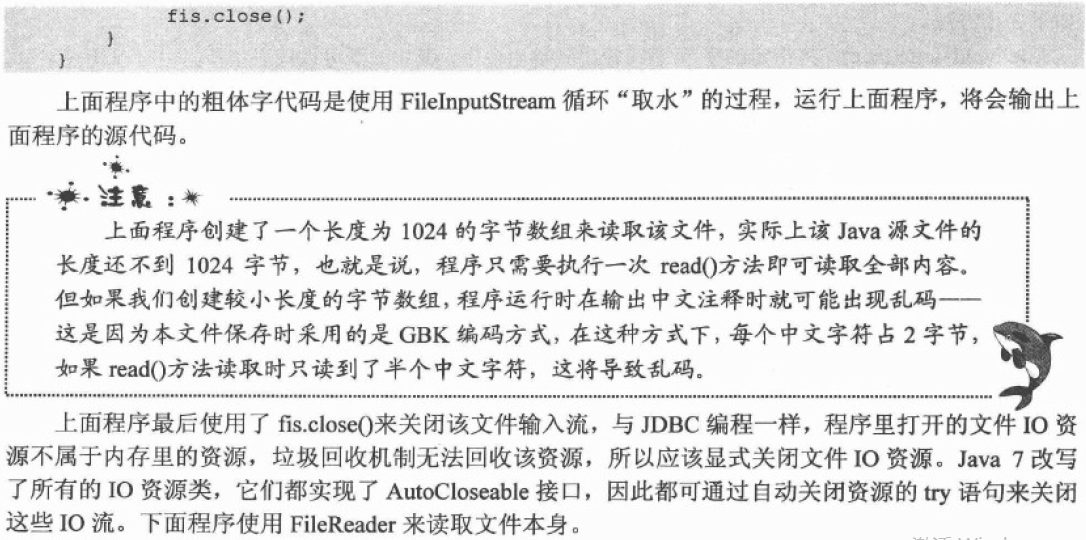 fis.close();
}
}
上面程序中的粗体字代码是使用 FileInputStream 循环“取水”的过程，运行上面程序，将会输出上
面程序的源代码。
注意：
上面程序创建了一个长度为 1024 的字节数组来读取该文件，实际上该 Java 源文件的
长度还不到 1024 字节，也就是说，程序只需要执行一次 read()方法即可读取全部内容。
但如果我们创建较小长度的字节数组，程序运行时在输出中文注释时就可能出现乱码——
这是因为本文件保存时采用的是 GBK 编码方式，在这种方式下，每个中文字符占 2 字节，
如果 read()方法读取时只读到了半个中文字符，这将导致乱码。
上面程序最后使用了 fis.close()来关闭该文件输入流，与 JDBC 编程一样，程序里打开的文件 IO 资
源不属于内存里的资源，垃圾回收机制无法回收该资源，所以应该显式关闭文件 IO 资源。Java 7 改写
了所有的 IO 资源类，它们都实现了 AutoCloseable 接口，因此都可通过自动关闭资源的 try 语句来关闭
这些 IO 流。下面程序使用 FileReader 来读取文件本身。